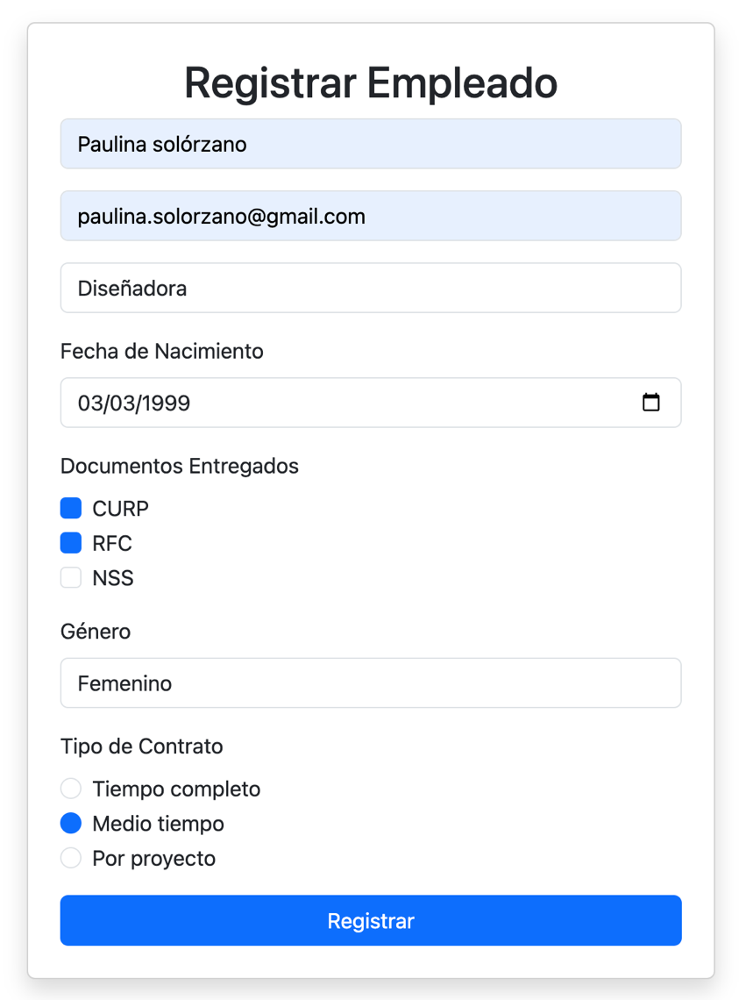 Registrar Empleado
Paulina solórzano
paulina.solorzano@gmail.com
Diseñadora
Fecha de Nacimiento
03/03/1999
Documentos Entregados
CURP
RFC
NSS
Género
Femenino
Tipo de Contrato
Tiempo completo
Medio tiempo
Por proyecto
Registrar